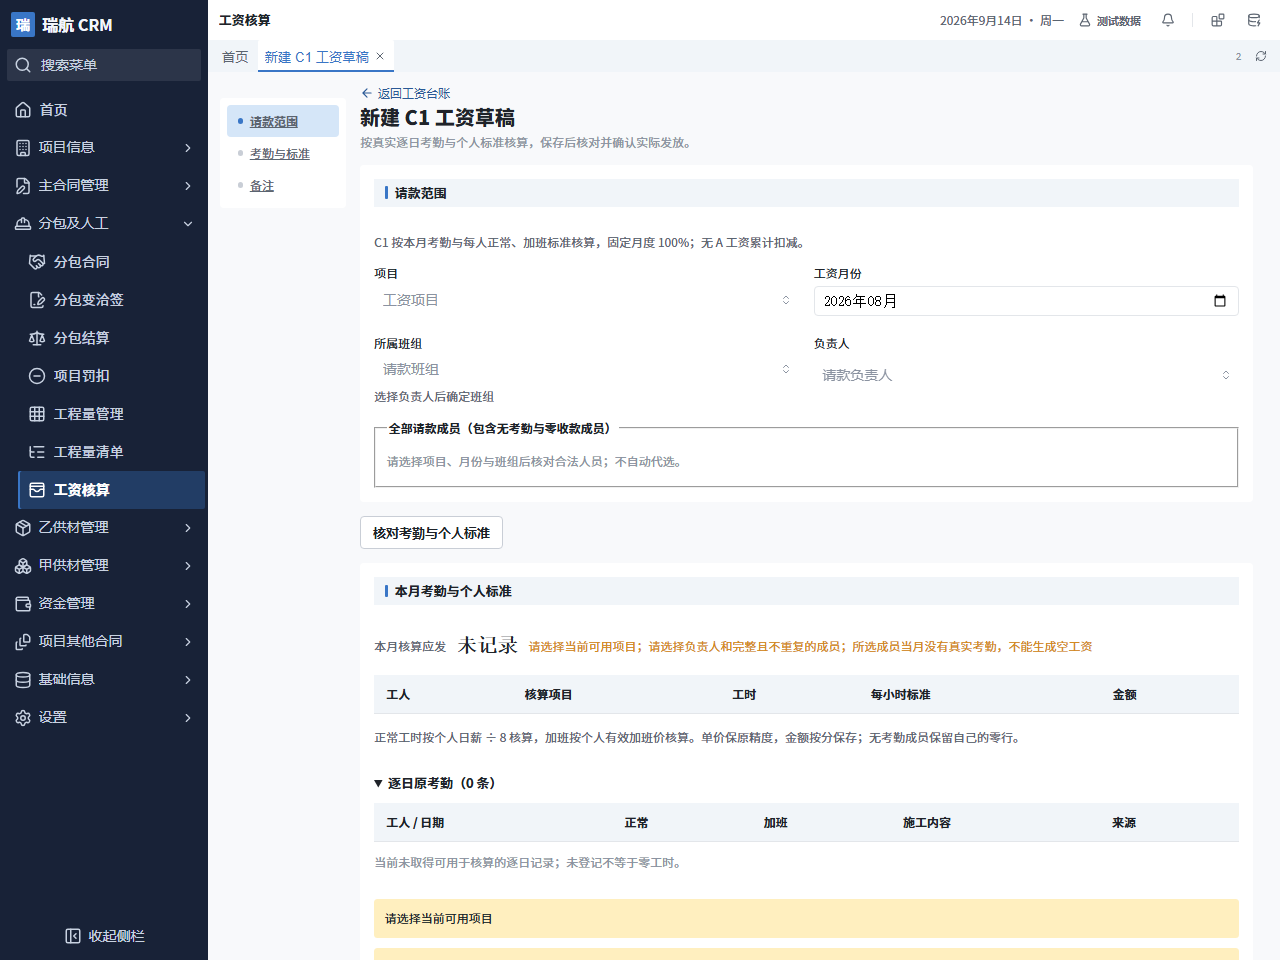 瑞 瑞航 CRM
搜索菜单
首页
项目信息
主合同管理
分包及人工
分包合同
分包变洽签
分包结算
项目罚扣
工程量管理
工程量清单
工资核算
乙供材管理
甲供材管理
资金管理
项目其他合同
基础信息
设置
收起侧栏
工资核算
2026年9月14日 · 周一 测试数据
首页 新建 C1 工资草稿 × 2
请款范围
考勤与标准
备注
← 返回工资台账
新建 C1 工资草稿
按真实逐日考勤与个人标准核算，保存后核对并确认实际发放。
请款范围
C1 按本月考勤与每人正常、加班标准核算，固定月度 100%；无 A 工资累计扣减。
项目 工资月份
工资项目 2026年08月
所属班组 负责人
请款班组 请款负责人
选择负责人后确定班组
全部请款成员（包含无考勤与零收款成员）
请选择项目、月份与班组后核对合法人员；不自动代选。
核对考勤与个人标准
本月考勤与个人标准
本月核算应发 未记录 请选择当前可用项目；请选择负责人和完整且不重复的成员；所选成员当月没有真实考勤，不能生成空工资
工人 核算项目 工时 每小时标准 金额
正常工时按个人日薪 ÷ 8 核算，加班按个人有效加班价核算。单价保原精度，金额按分保存；无考勤成员保留自己的零行。
▼ 逐日原考勤（0 条）
工人 / 日期 正常 加班 施工内容 来源
当前未取得可用于核算的逐日记录；未登记不等于零工时。
请选择当前可用项目